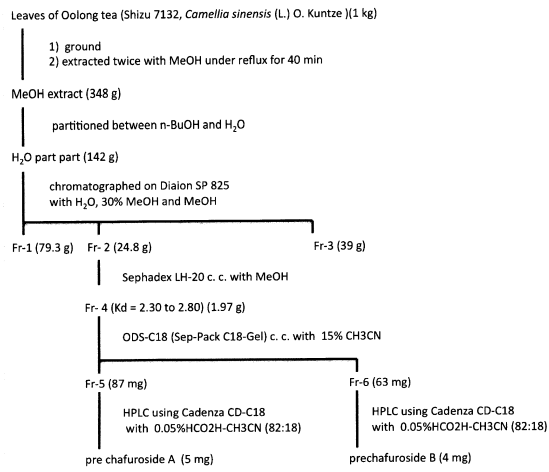 Leaves of Oolong tea (Shizu 7132, Camellia sinensis (L.) O. Kuntze )(1 kg)
1) ground
2) extracted twice with MeOH under reflux for 40 min
MeOH extract (348 g)
partitioned between n-BuOH and H₂O
H₂O part part (142 g)
chromatographed on Diaion SP 825
with H₂O, 30% MeOH and MeOH
Fr-1 (79.3 g) Fr- 2 (24.8 g) Fr-3 (39 g)
Sephadex LH-20 c. c. with MeOH
Fr- 4 (Kd = 2.30 to 2.80) (1.97 g)
ODS-C18 (Sep-Pack C18-Gel) c. c. with 15% CH3CN
Fr-5 (87 mg) Fr-6 (63 mg)
HPLC using Cadenza CD-C18 HPLC using Cadenza CD-C18
with 0.05%HCO2H-CH3CN (82:18) with 0.05%HCO2H-CH3CN (82:18)
pre chafuroside A (5 mg) prechafuroside B (4 mg)